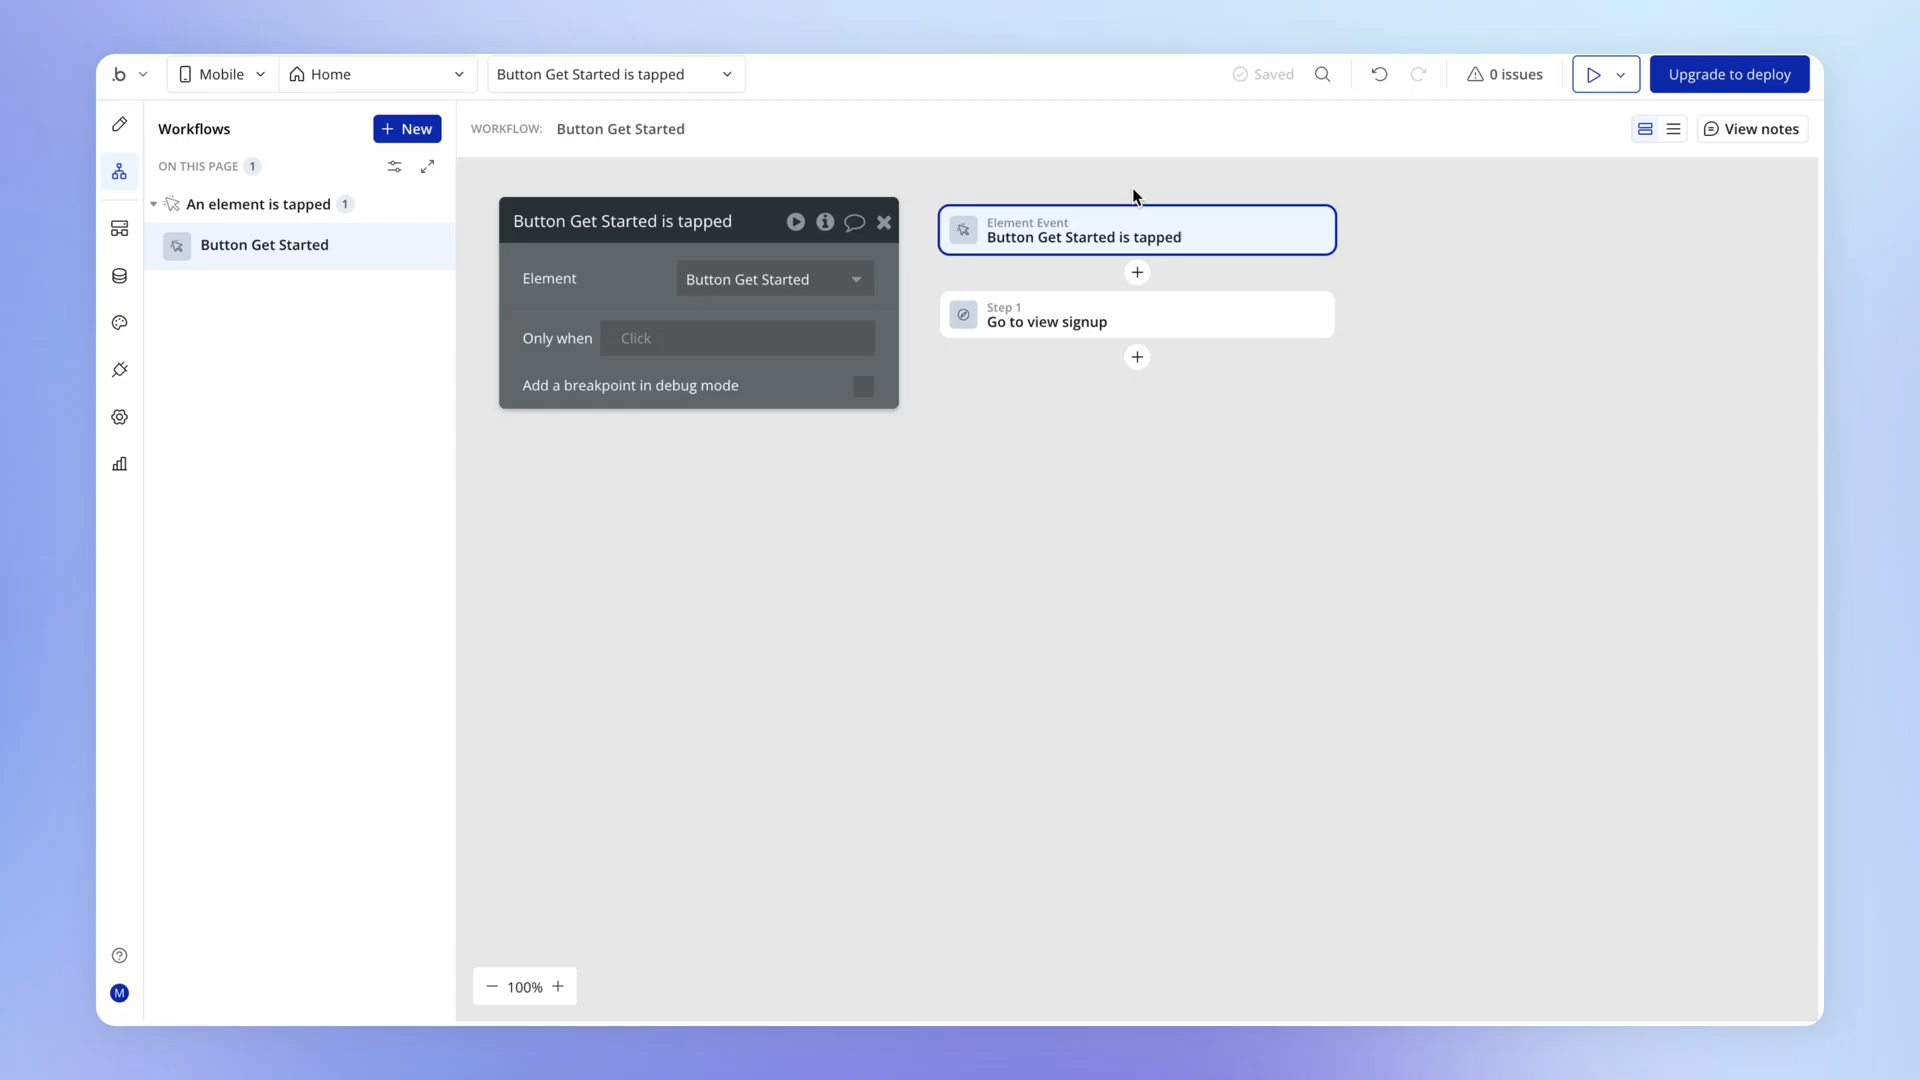 .b
Mobile
Home
Button Get Started is tapped
Saved
0 issues
Upgrade to deploy
Workflows
+ New
WORKFLOW:
Button Get Started
View notes
ON THIS PAGE 1
An element is tapped 1
Button Get Started
Button Get Started is tapped
Element
Button Get Started
Only when
Click
Add a breakpoint in debug mode
Element Event
Button Get Started is tapped
Step 1
Go to view signup
100%
M